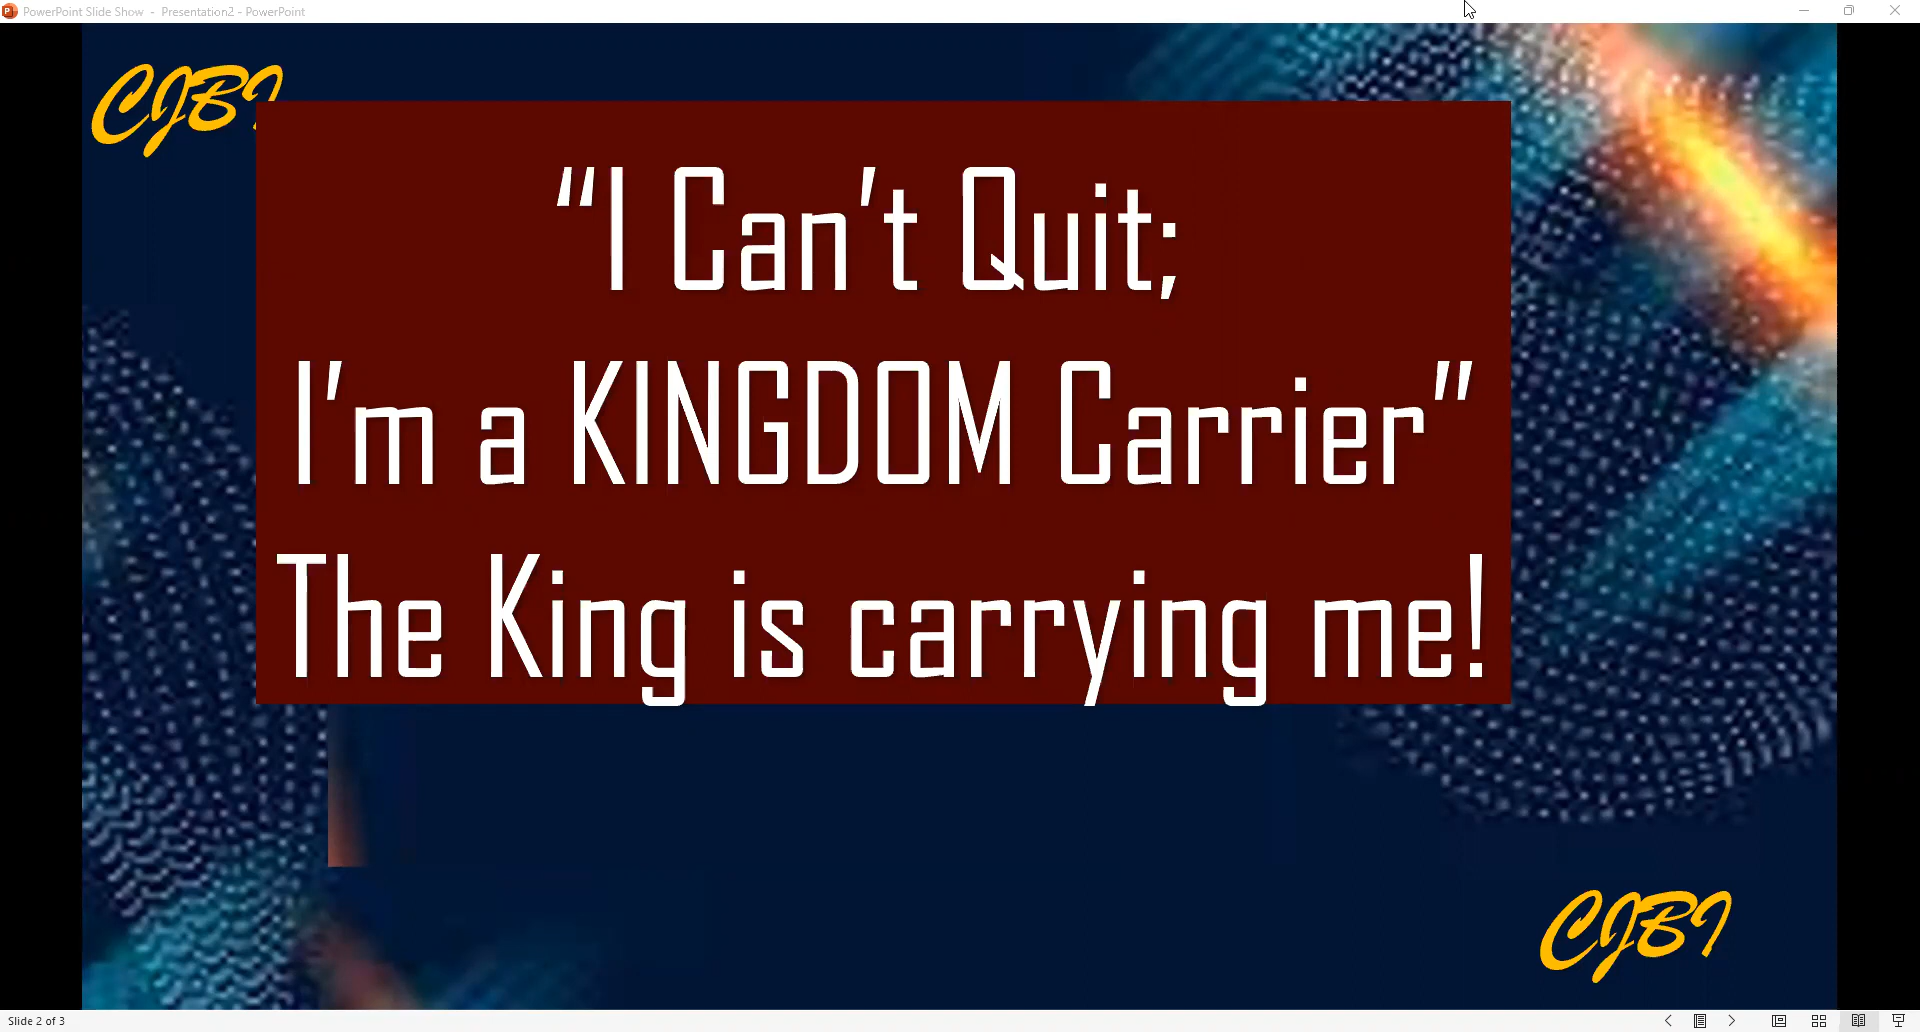 PowerPoint Slide Show - Presentation2 - PowerPoint
CJBI
“I Can’t Quit;
I’m a KINGDOM Carrier”
The King is carrying me!
CJBI
Slide 2 of 3